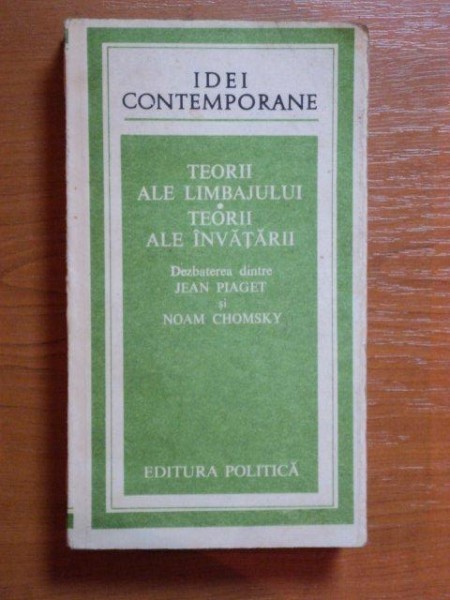 IDEI
CONTEMPORANE
TEORII
ALE LIMBAJULUI
•
TEORII
ALE ÎNVĂȚĂRII
Dezbaterea dintre
JEAN PIAGET
și
NOAM CHOMSKY
EDITURA POLITICĂ